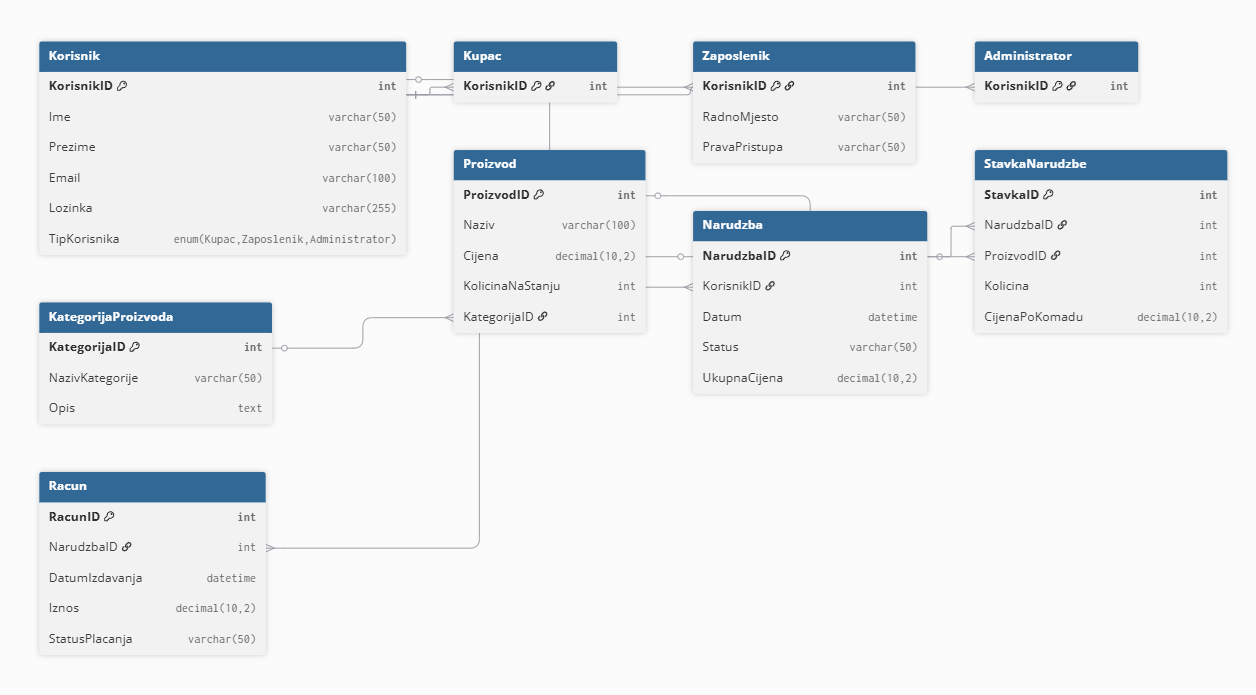 Korisnik
KorisnikID int
Ime varchar(50)
Prezime varchar(50)
Email varchar(100)
Lozinka varchar(255)
TipKorisnika enum(Kupac,Zaposlenik,Administrator)
Kupac
KorisnikID int
Zaposlenik
KorisnikID int
RadnoMjesto varchar(50)
PravaPristupa varchar(50)
Administrator
KorisnikID int
Proizvod
ProizvodID int
Naziv varchar(100)
Cijena decimal(10,2)
KolicinaNaStanju int
KategorijaID int
Narudzba
NarudzbaID int
KorisnikID int
Datum datetime
Status varchar(50)
UkupnaCijena decimal(10,2)
StavkaNarudzbe
StavkaID int
NarudzbaID int
ProizvodID int
Kolicina int
CijenaPoKomadu decimal(10,2)
KategorijaProizvoda
KategorijaID int
NazivKategorije varchar(50)
Opis text
Racun
RacunID int
NarudzbaID int
DatumIzdavanja datetime
Iznos decimal(10,2)
StatusPlacanja varchar(50)